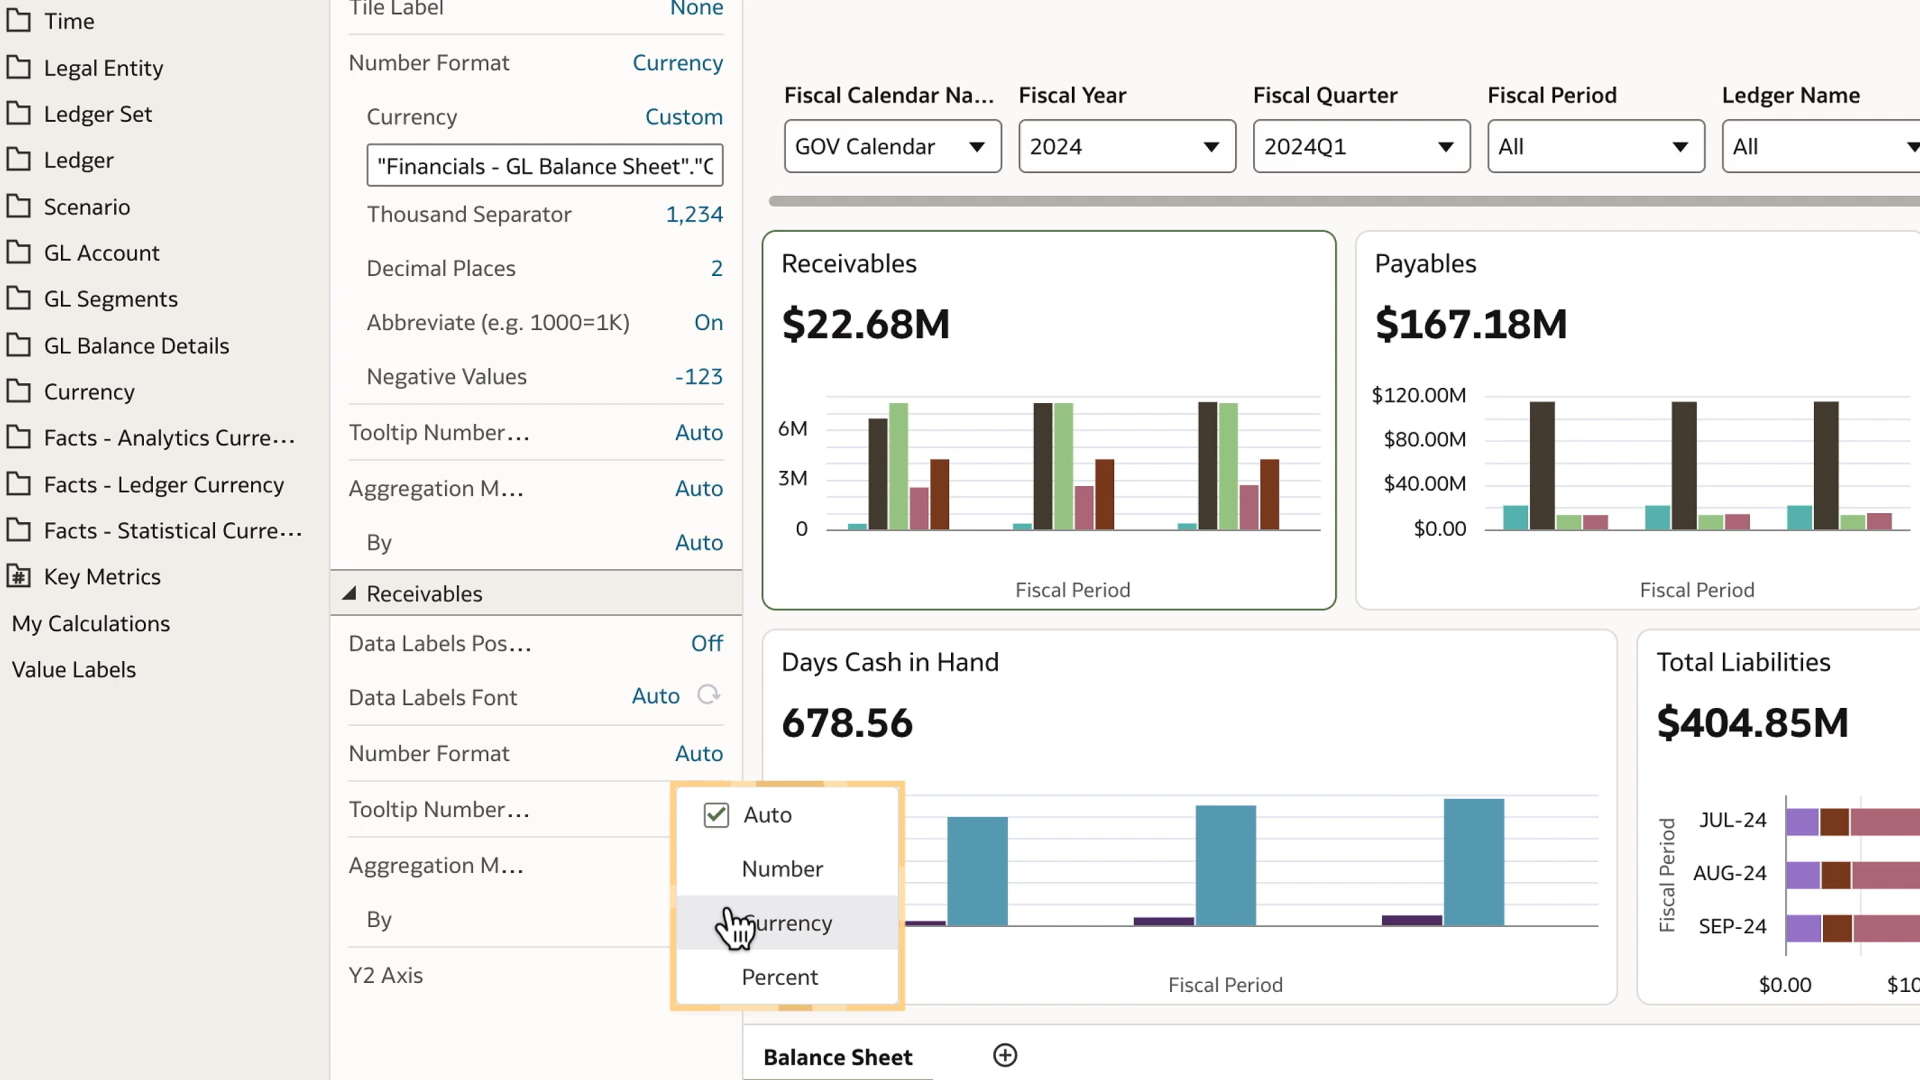 Time
Legal Entity
Ledger Set
Ledger
Scenario
GL Account
GL Segments
GL Balance Details
Currency
Facts - Analytics Curre...
Facts - Ledger Currency
Facts - Statistical Curre...
Key Metrics
My Calculations
Value Labels
Tile Label None
Number Format Currency
Currency Custom
"Financials - GL Balance Sheet"."C
Thousand Separator 1,234
Decimal Places 2
Abbreviate (e.g. 1000=1K) On
Negative Values -123
Tooltip Number... Auto
Aggregation M... Auto
By Auto
Receivables
Data Labels Pos... Off
Data Labels Font Auto
Number Format Auto
Tooltip Number...
Aggregation M...
By
Y2 Axis
Auto
Number
Currency
Percent
Fiscal Calendar Na... Fiscal Year Fiscal Quarter Fiscal Period Ledger Name
GOV Calendar 2024 2024Q1 All All
Receivables
$22.68M
6M
3M
0
Fiscal Period
Payables
$167.18M
$120.00M
$80.00M
$40.00M
$0.00
Fiscal Period
Days Cash in Hand
678.56
Fiscal Period
Total Liabilities
$404.85M
Fiscal Period
JUL-24
AUG-24
SEP-24
$0.00 $10
Balance Sheet